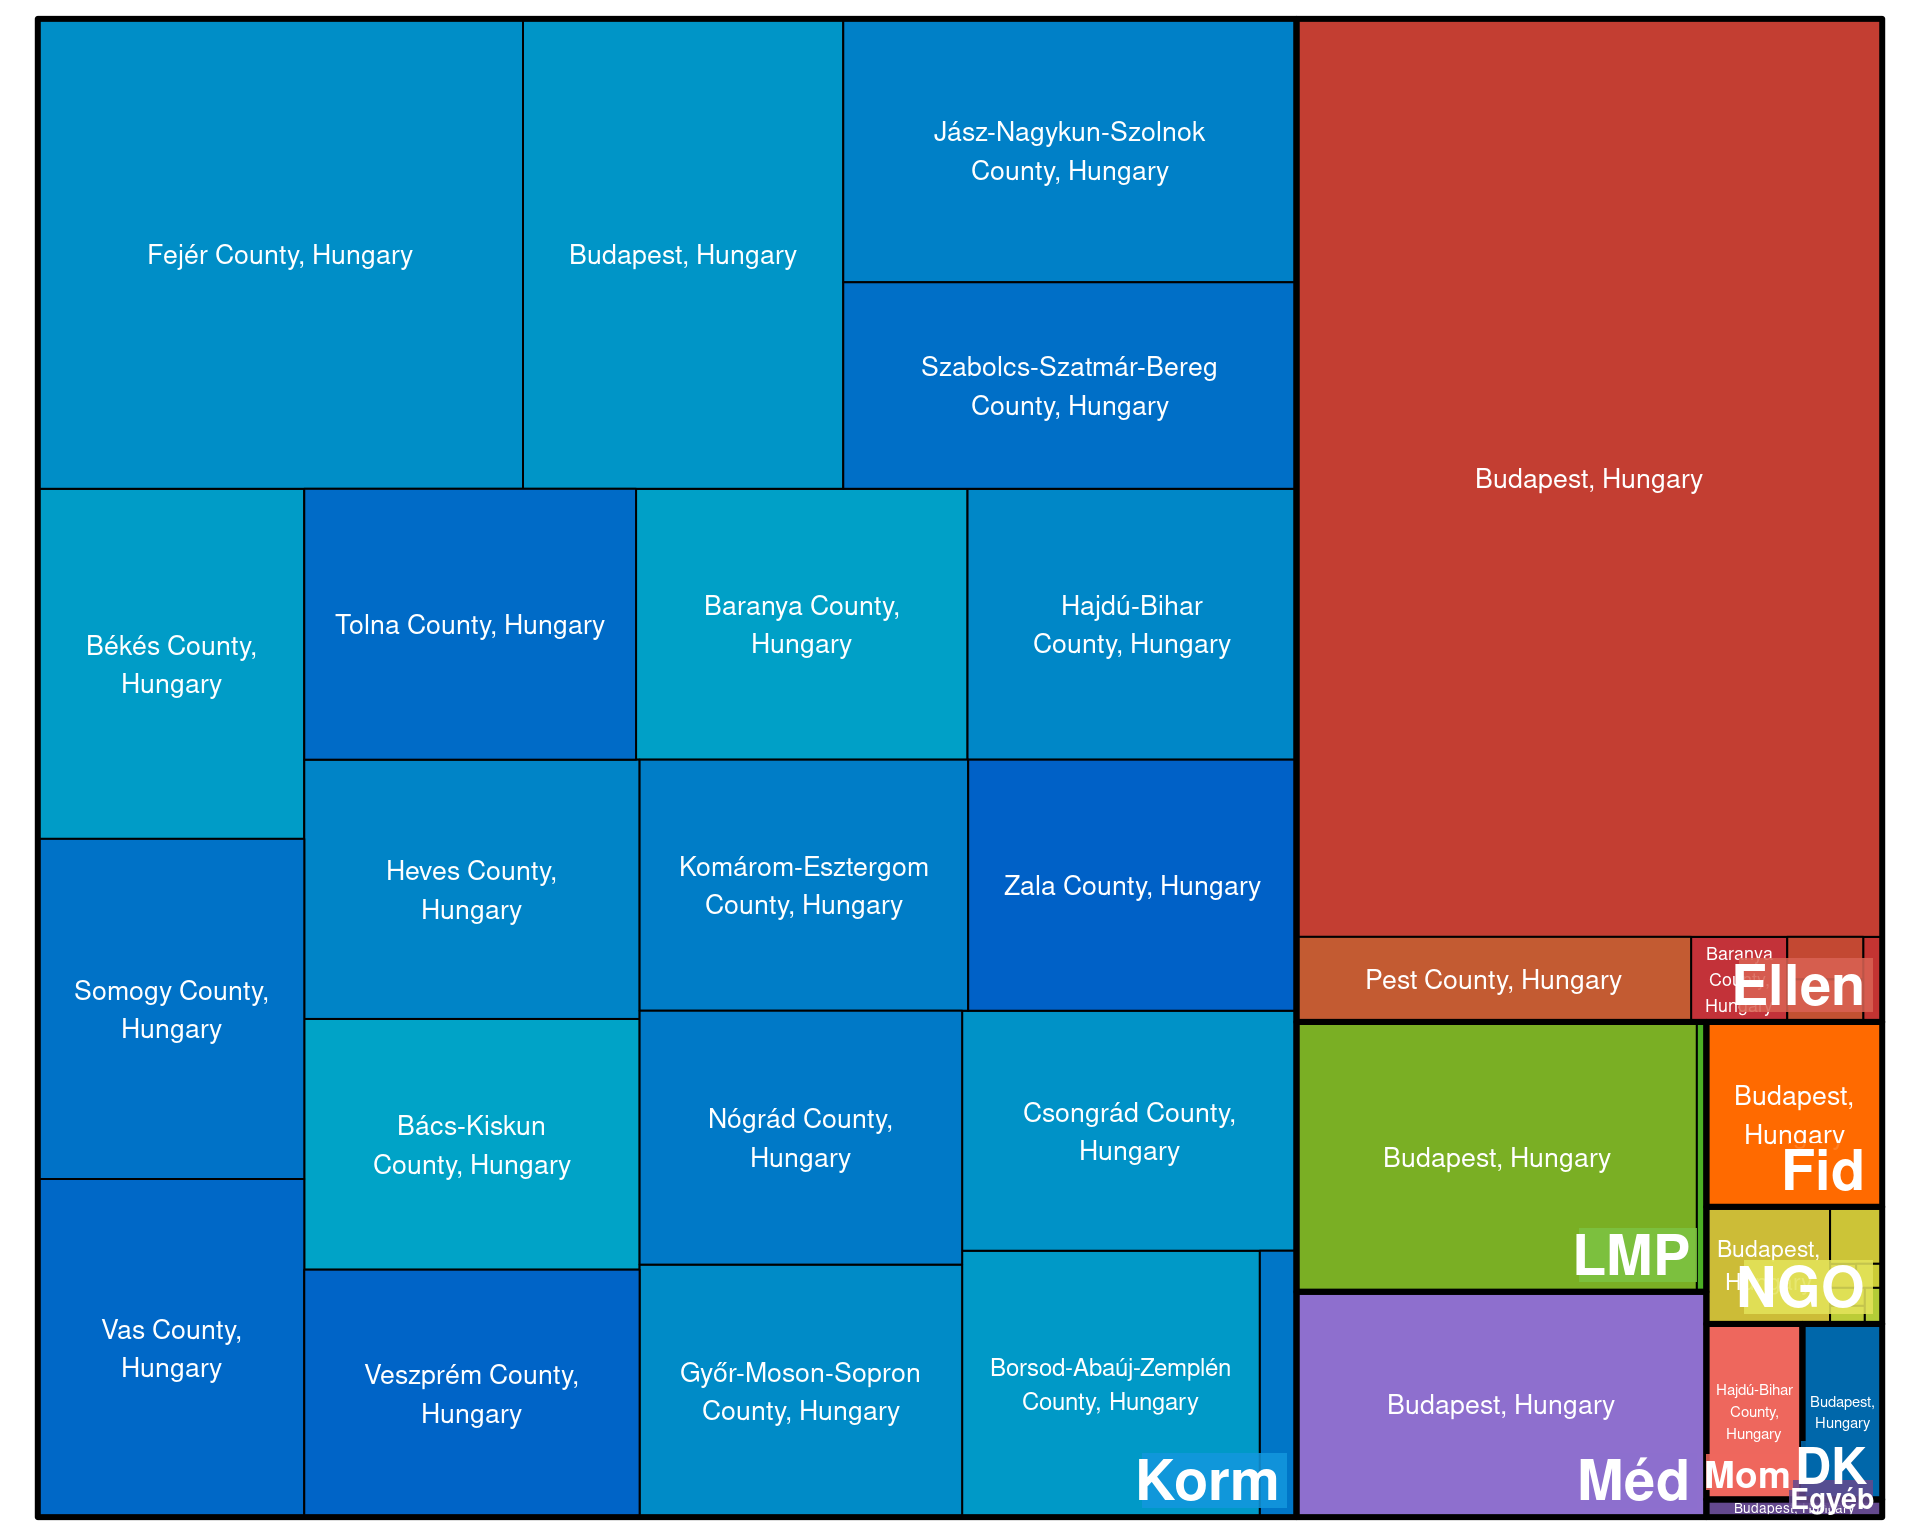 Fejér County, Hungary
Budapest, Hungary
Jász-Nagykun-Szolnok
County, Hungary
Szabolcs-Szatmár-Bereg
County, Hungary
Békés County,
Hungary
Tolna County, Hungary
Baranya County,
Hungary
Hajdú-Bihar
County, Hungary
Somogy County,
Hungary
Heves County,
Hungary
Komárom-Esztergom
County, Hungary
Zala County, Hungary
Bács-Kiskun
County, Hungary
Nógrád County,
Hungary
Csongrád County,
Hungary
Vas County,
Hungary
Veszprém County,
Hungary
Győr-Moson-Sopron
County, Hungary
Borsod-Abaúj-Zemplén
County, Hungary
Korm
Budapest, Hungary
Pest County, Hungary
Baranya
County,
Hungary
Ellen
Budapest, Hungary
LMP
Budapest,
Hungary
Fid
Budapest,
NGO
Budapest, Hungary
Méd
Hajdú-Bihar
County,
Hungary
Mom
Budapest,
Hungary
DK
Budapest, Hungary
Egyéb